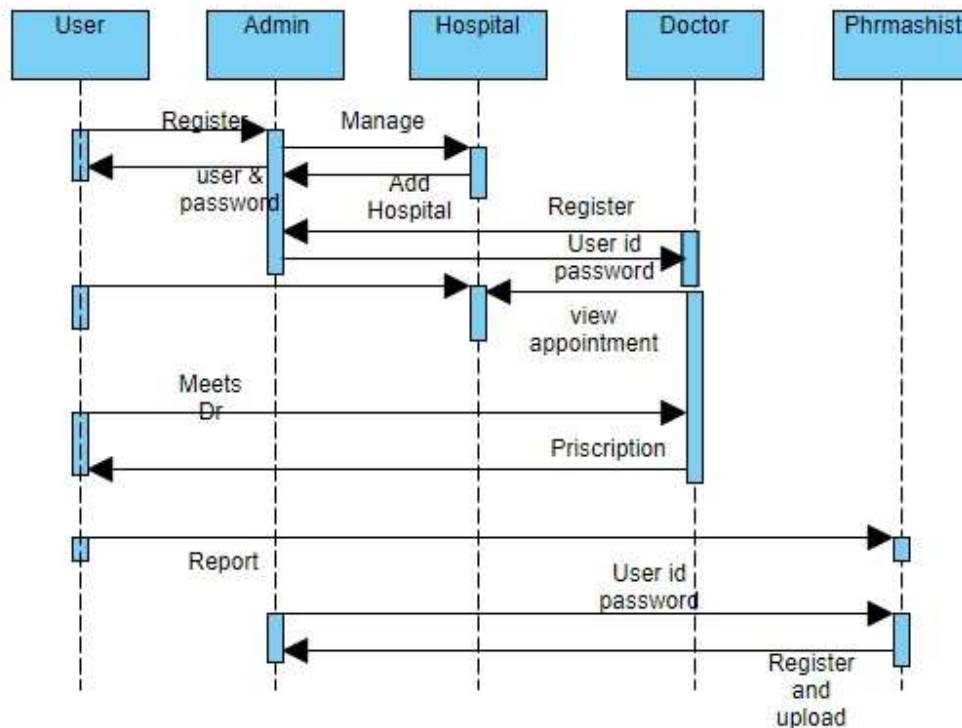 User
Admin
Hospital
Doctor
Phrmashist
Register
Manage
user &
password
Add
Hospital
Register
User id
password
view
appointment
Meets
Dr
Priscription
Report
User id
password
Register
and
upload